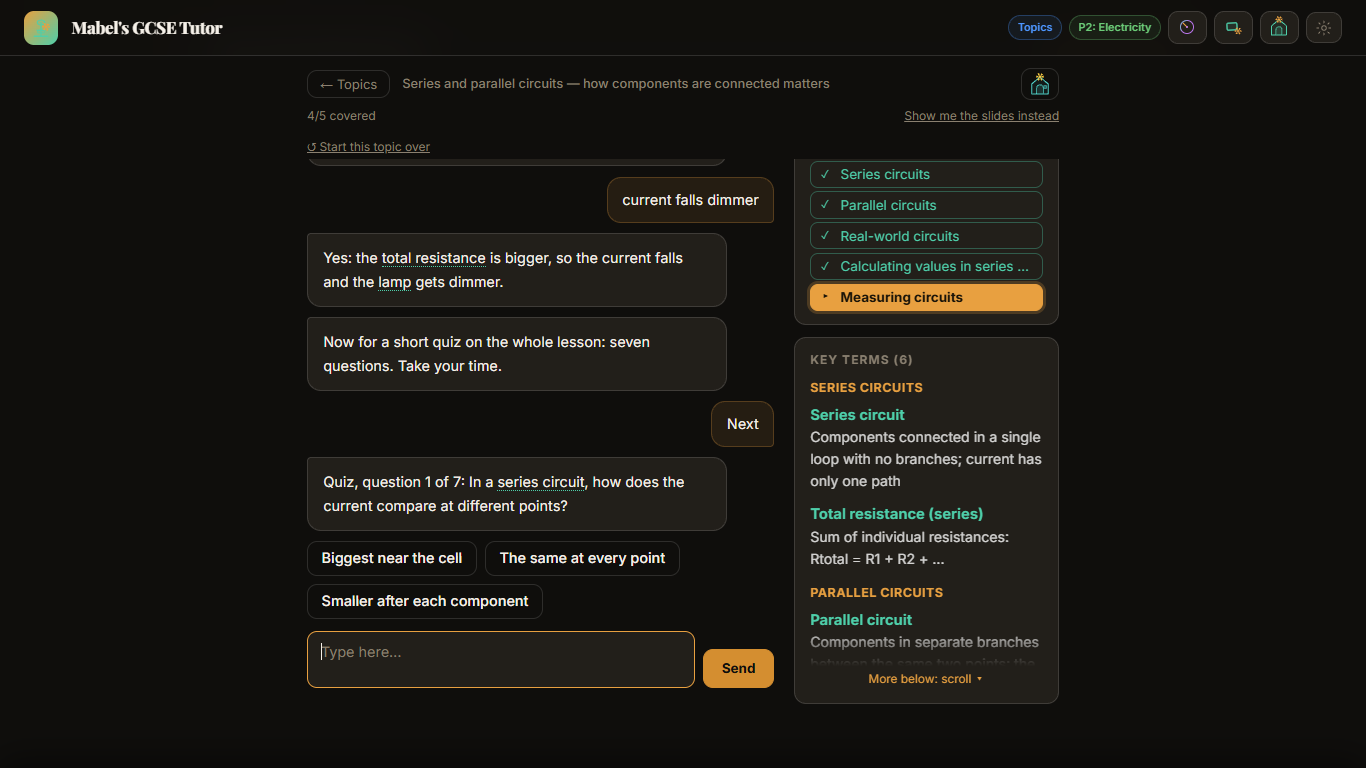 Mabel's GCSE Tutor
Topics
P2: Electricity
← Topics
Series and parallel circuits — how components are connected matters
4/5 covered
Show me the slides instead
↺ Start this topic over
current falls dimmer
Yes: the total resistance is bigger, so the current falls
and the lamp gets dimmer.
Now for a short quiz on the whole lesson: seven
questions. Take your time.
Next
Quiz, question 1 of 7: In a series circuit, how does the
current compare at different points?
Biggest near the cell
The same at every point
Smaller after each component
Type here...
Send
✓ Series circuits
✓ Parallel circuits
✓ Real-world circuits
✓ Calculating values in series ...
‣ Measuring circuits
KEY TERMS (6)
SERIES CIRCUITS
Series circuit
Components connected in a single
loop with no branches; current has
only one path
Total resistance (series)
Sum of individual resistances:
Rtotal = R1 + R2 + ...
PARALLEL CIRCUITS
Parallel circuit
Components in separate branches
between the same two points; the
More below: scroll ▾